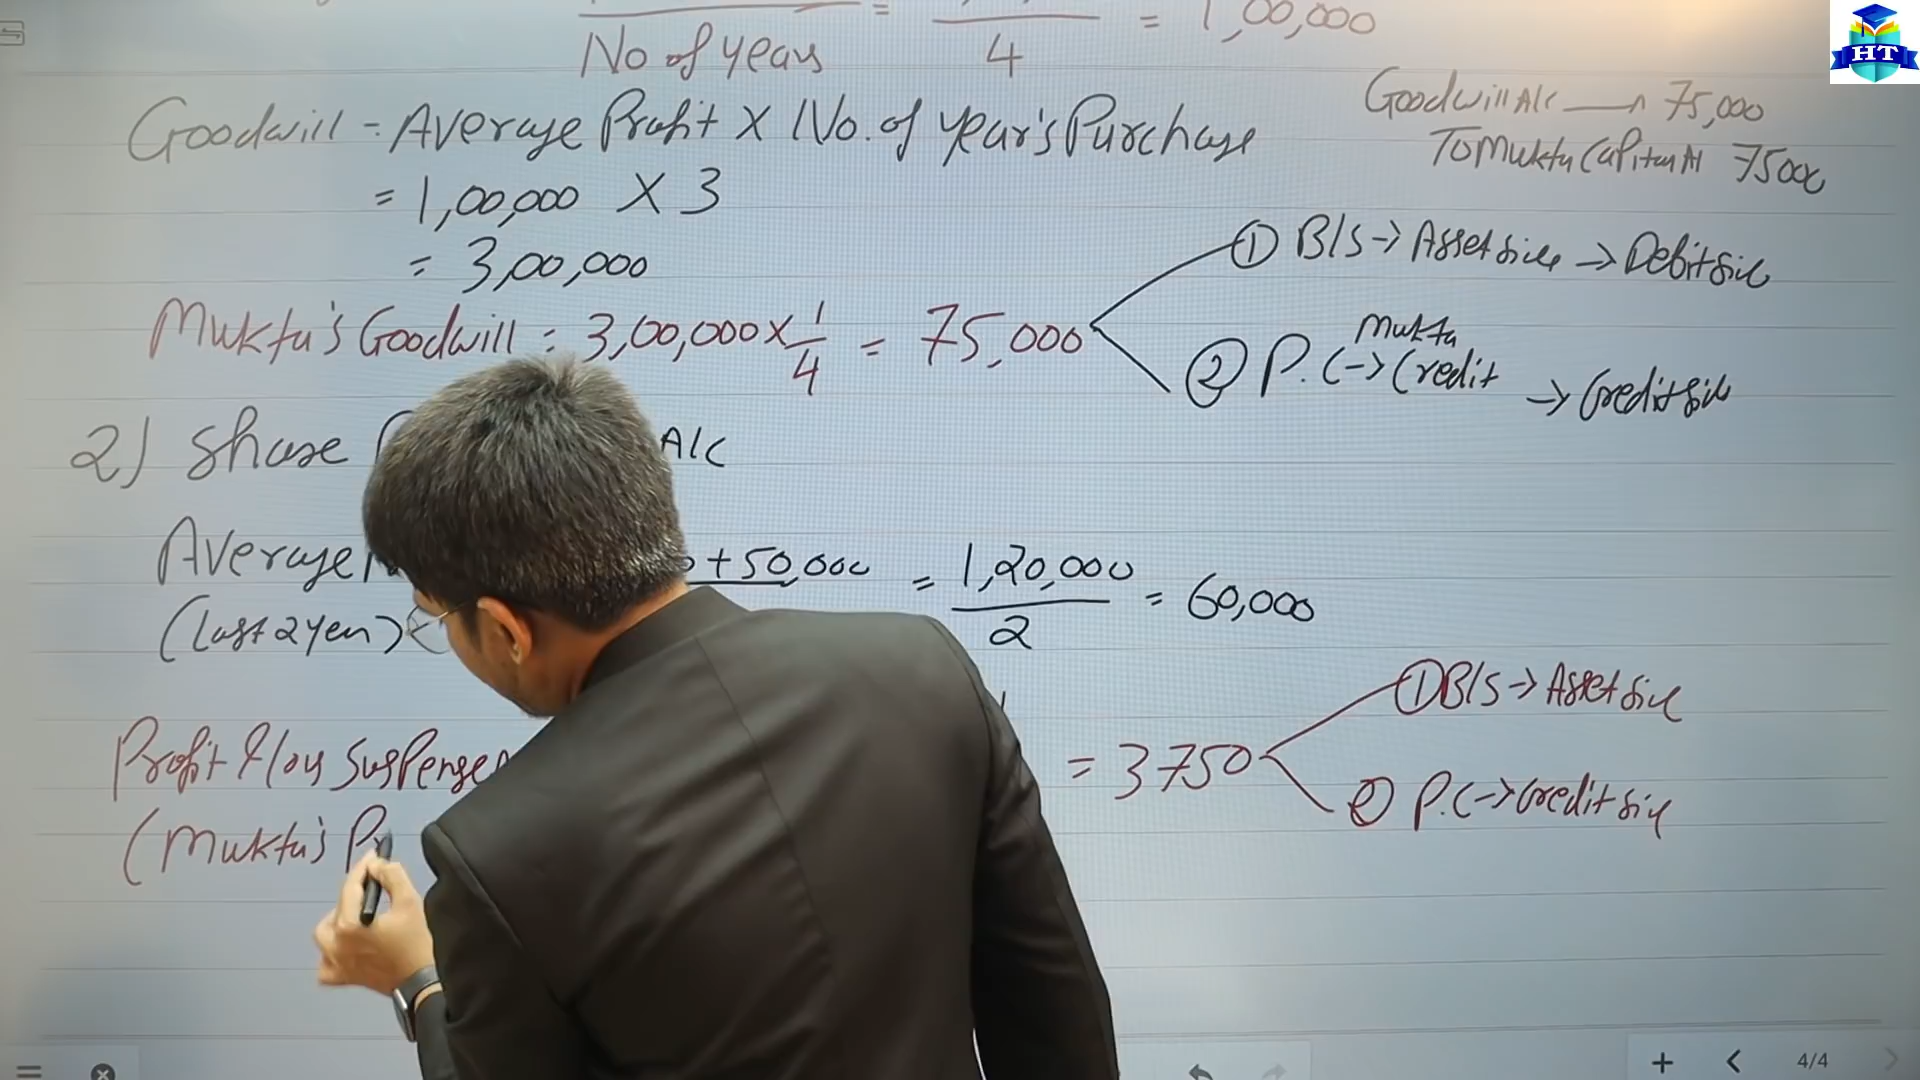 No of years
4
= 1,00,000
HT
Goodwill A/c 75,000
To Mukta Capital A/c 75000
Goodwill = Average Profit X No. of Year's Purchase
= 1,00,000 X 3
= 3,00,000
① B/S → Asset side → Debit side
Mukta's Goodwill = 3,00,000 x 1/4 = 75,000
② P.C → Mukta Credit → Credit side
2) Share A/c
Average + 50,000 = 1,20,000 / 2 = 60,000
(Last 2 year)
① B/S → Asset side
Profit & loss Suspense = 3750
② P.C → Credit side
(Mukta's Pr
4/4